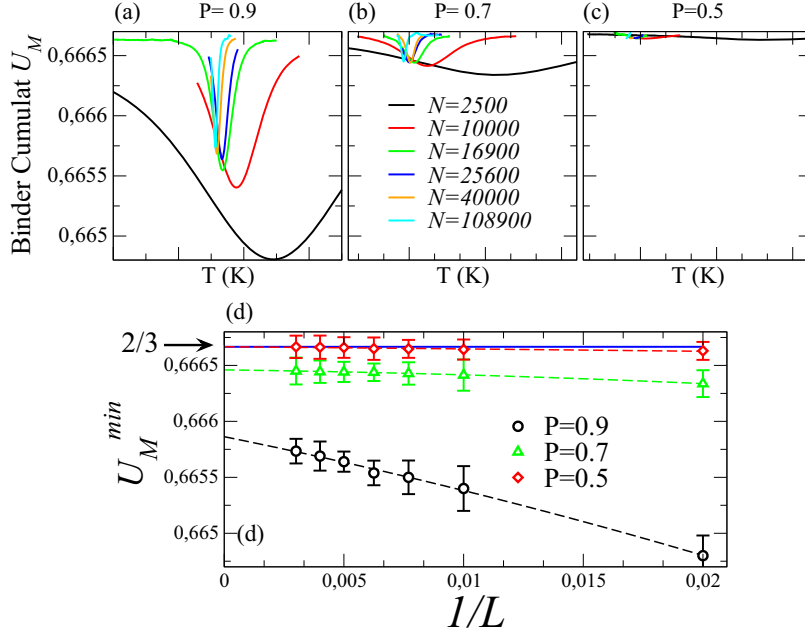 (a) P= 0.9 (b) P= 0.7 (c) P=0.5
Binder Cumulat U_M
0,6665
0,666
0,6655
0,665
N=2500
N=10000
N=16900
N=25600
N=40000
N=108900
T (K) T (K) T (K)
(d)
2/3
U_M^min
0,6665
0,666
0,6655
0,665
P=0.9
P=0.7
P=0.5
(d)
0 0,005 0,01 0,015 0,02
1/L